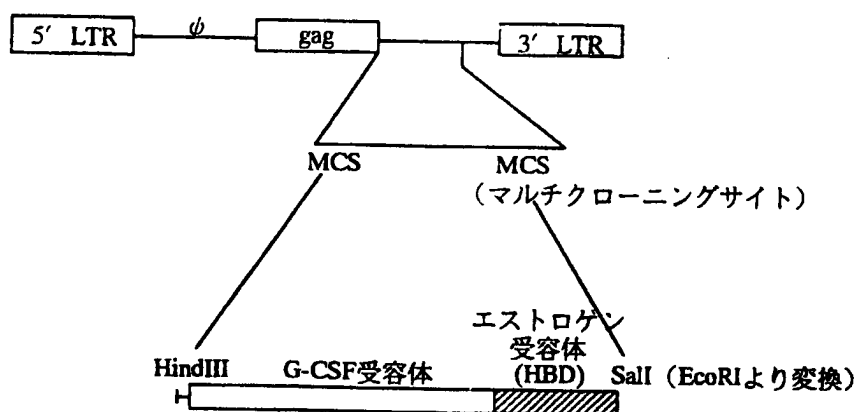 5′ LTR ψ gag 3′ LTR
MCS MCS
（マルチクローニングサイト）
エストロゲン
受容体
HindIII G-CSF受容体 (HBD) SalI（EcoRIより変換）